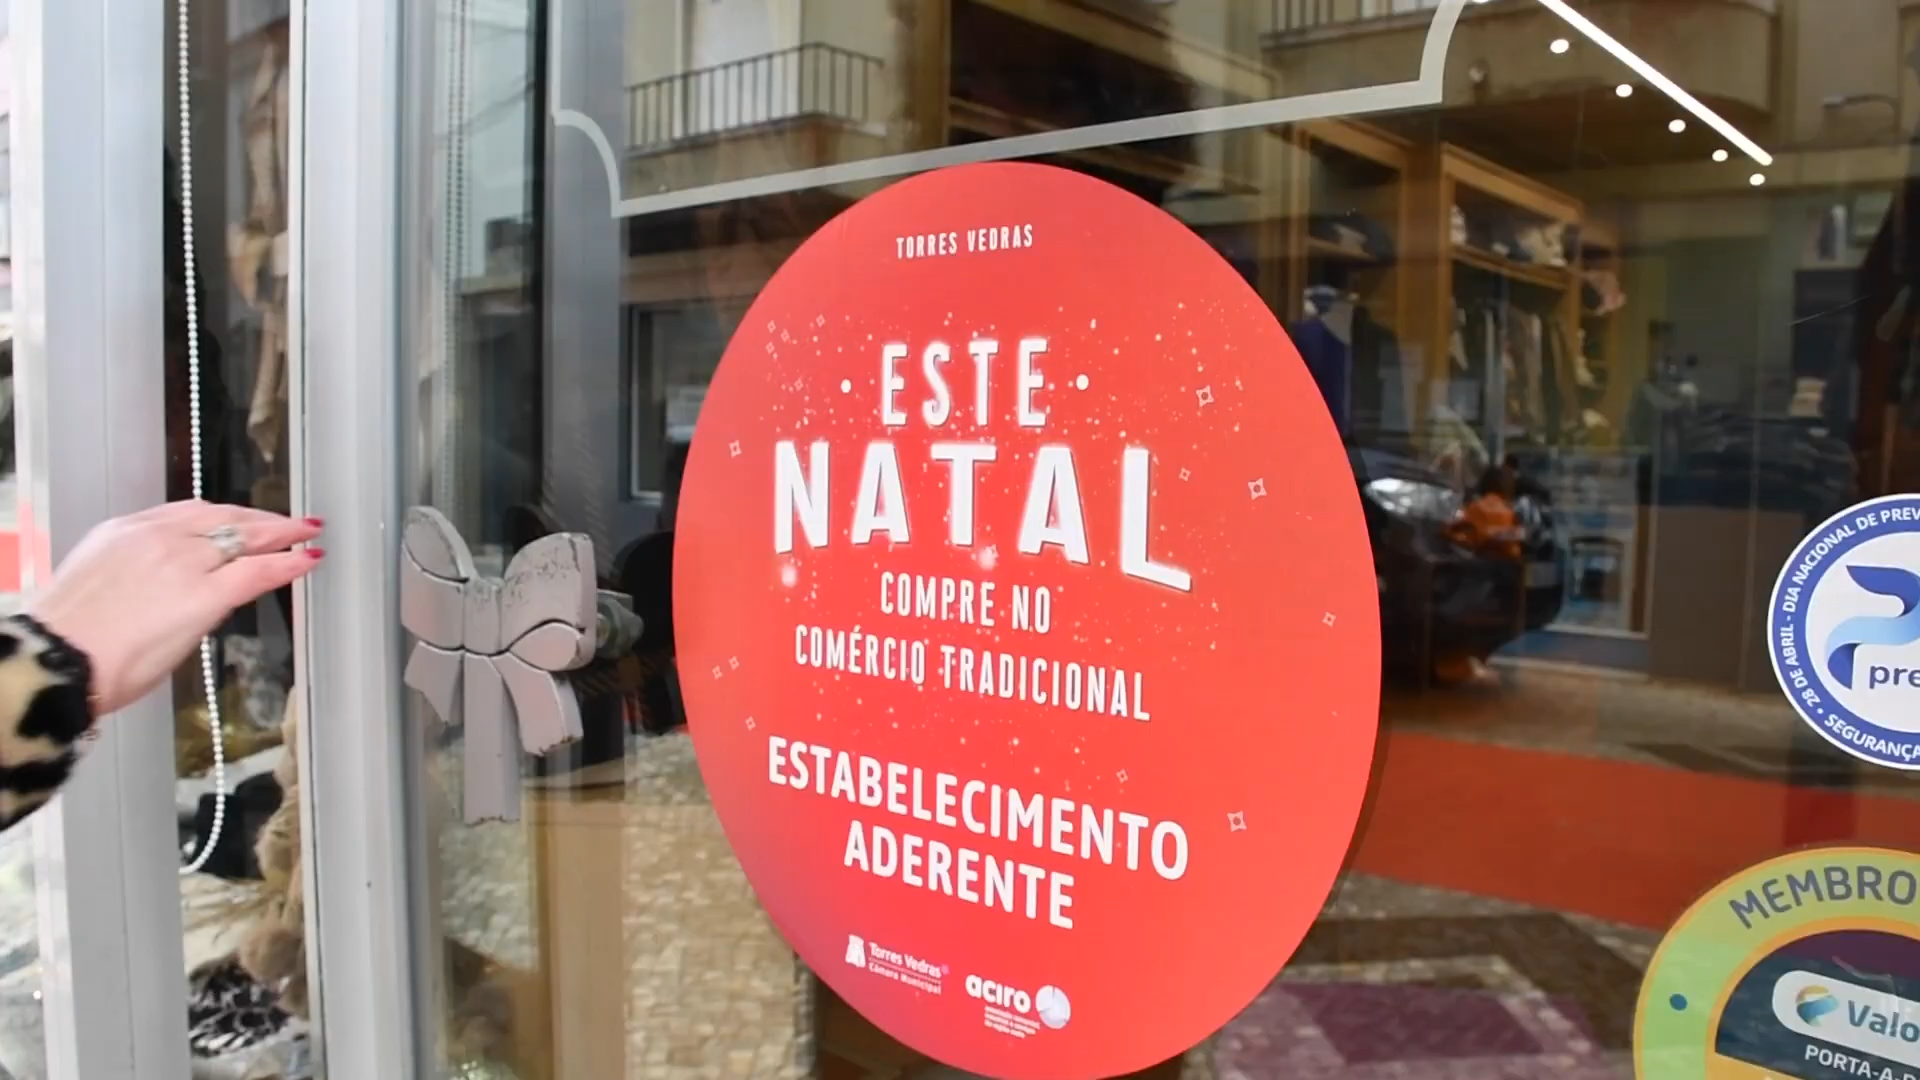 TORRES VEDRAS
· ESTE ·
NATAL
COMPRE NO
COMÉRCIO TRADICIONAL
ESTABELECIMENTO
ADERENTE
Torres Vedras
Câmara Municipal
aciro
28 DE ABRIL - DIA NACIONAL DE PREV
pre
SEGURANÇA
MEMBRO
Valo
PORTA-A-P